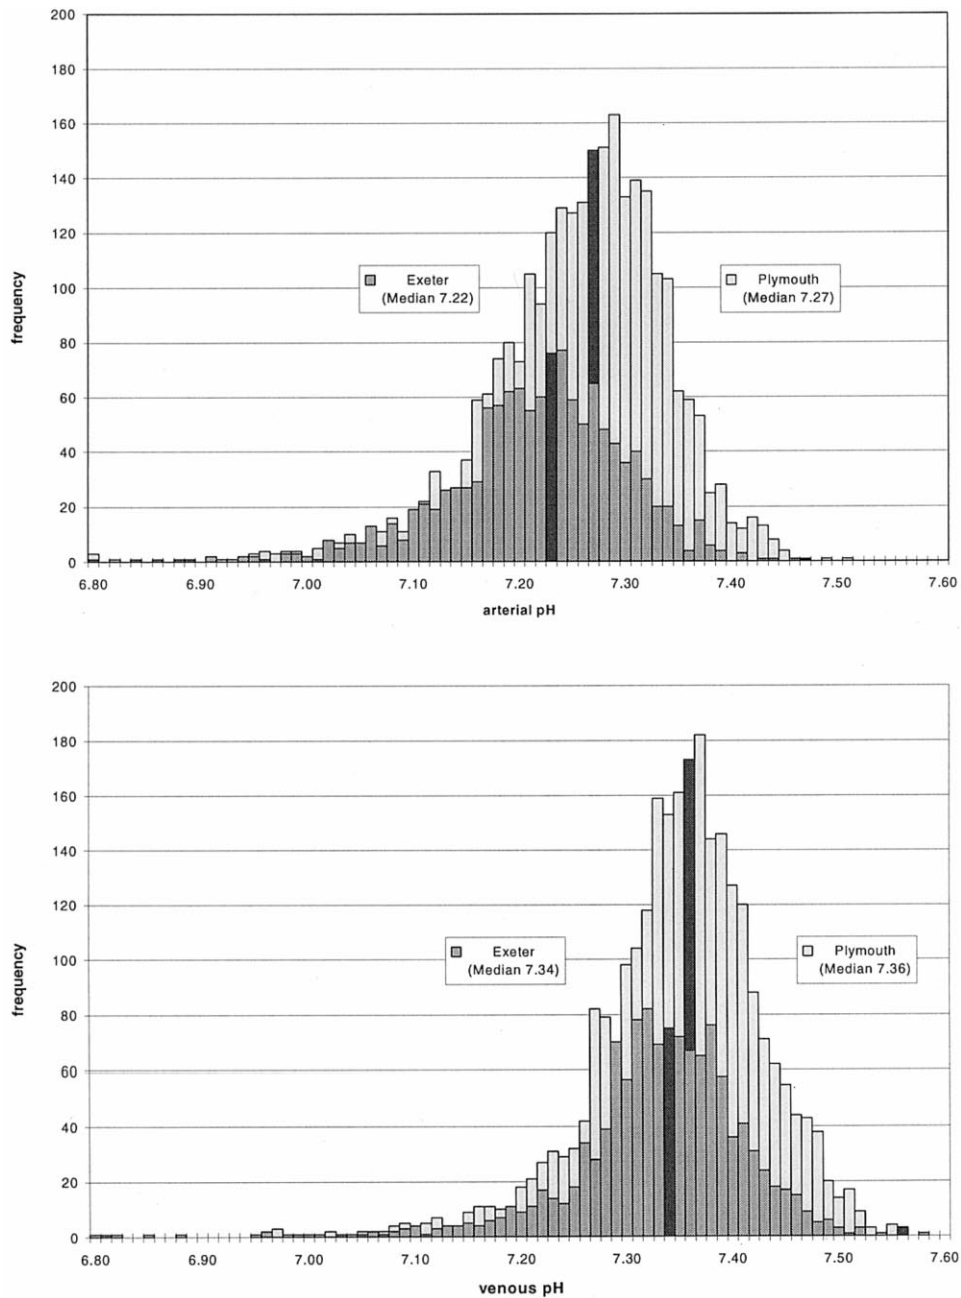 200
180
160
140
120
100
80
60
40
20
0
frequency
Exeter
(Median 7.22)
Plymouth
(Median 7.27)
6.80 6.90 7.00 7.10 7.20 7.30 7.40 7.50 7.60
arterial pH
200
180
160
140
120
100
80
60
40
20
0
frequency
Exeter
(Median 7.34)
Plymouth
(Median 7.36)
6.80 6.90 7.00 7.10 7.20 7.30 7.40 7.50 7.60
venous pH